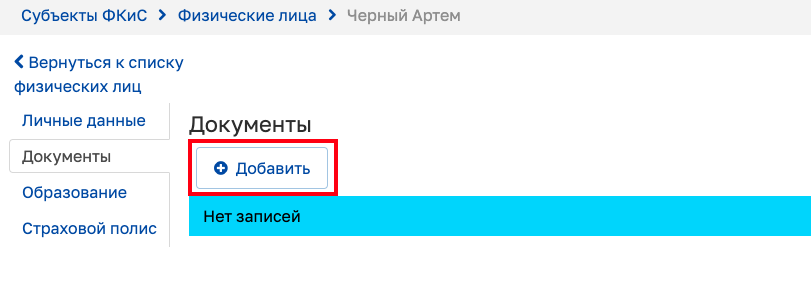 Субъекты ФКиС > Физические лица > Черный Артем
Вернуться к списку
физических лиц
Личные данные
Документы
Образование
Страховой полис
Документы
Добавить
Нет записей